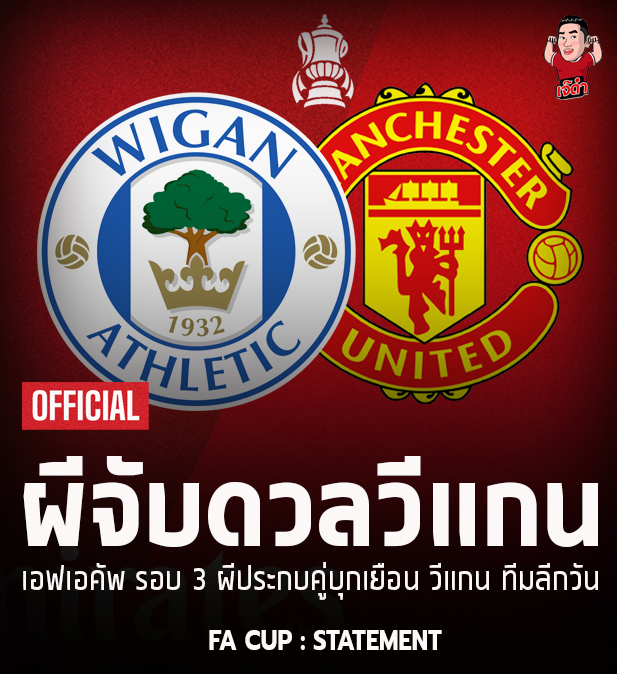 เจ๊ดำ
WIGAN
ATHLETIC
1932
MANCHESTER
UNITED
OFFICIAL
ผีจับดวลวีแกน
เอฟเอคัพ รอบ 3 ผีประกบคู่บุกเยือน วีแกน ทีมลีกวัน
FA CUP : STATEMENT